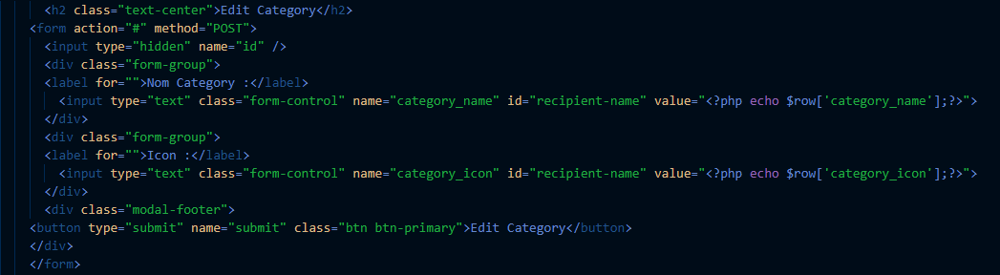 <h2 class="text-center">Edit Category</h2>
<form action="#" method="POST">
<input type="hidden" name="id" />
<div class="form-group">
<label for="">Nom Category :</label>
<input type="text" class="form-control" name="category_name" id="recipient-name" value="<?php echo $row['category_name'];?>">
</div>
<div class="form-group">
<label for="">Icon :</label>
<input type="text" class="form-control" name="category_icon" id="recipient-name" value="<?php echo $row['category_icon'];?>">
</div>
<div class="modal-footer">
<button type="submit" name="submit" class="btn btn-primary">Edit Category</button>
</div>
</form>